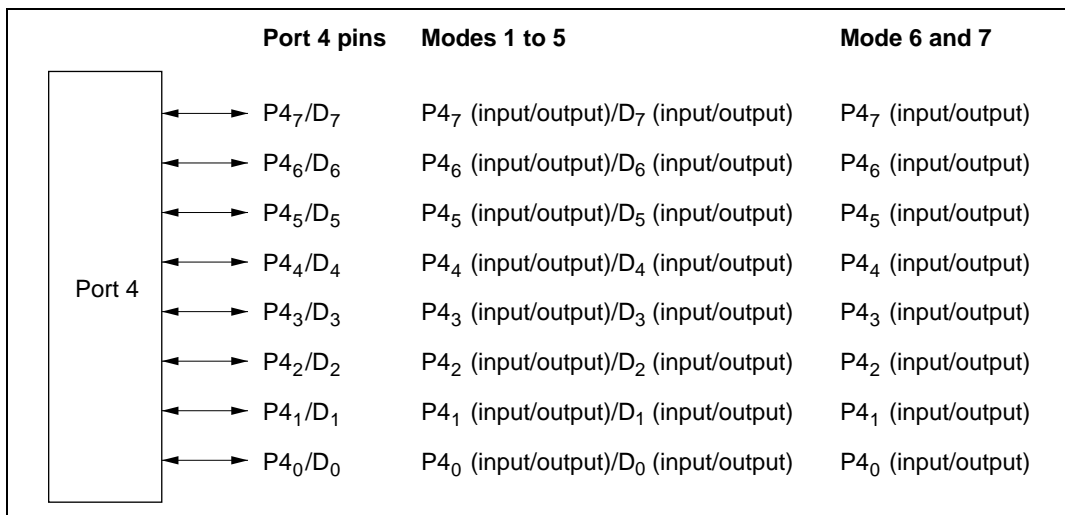 Port 4 pins Modes 1 to 5 Mode 6 and 7
P4₇/D₇ P4₇ (input/output)/D₇ (input/output) P4₇ (input/output)
P4₆/D₆ P4₆ (input/output)/D₆ (input/output) P4₆ (input/output)
P4₅/D₅ P4₅ (input/output)/D₅ (input/output) P4₅ (input/output)
P4₄/D₄ P4₄ (input/output)/D₄ (input/output) P4₄ (input/output)
Port 4
P4₃/D₃ P4₃ (input/output)/D₃ (input/output) P4₃ (input/output)
P4₂/D₂ P4₂ (input/output)/D₂ (input/output) P4₂ (input/output)
P4₁/D₁ P4₁ (input/output)/D₁ (input/output) P4₁ (input/output)
P4₀/D₀ P4₀ (input/output)/D₀ (input/output) P4₀ (input/output)